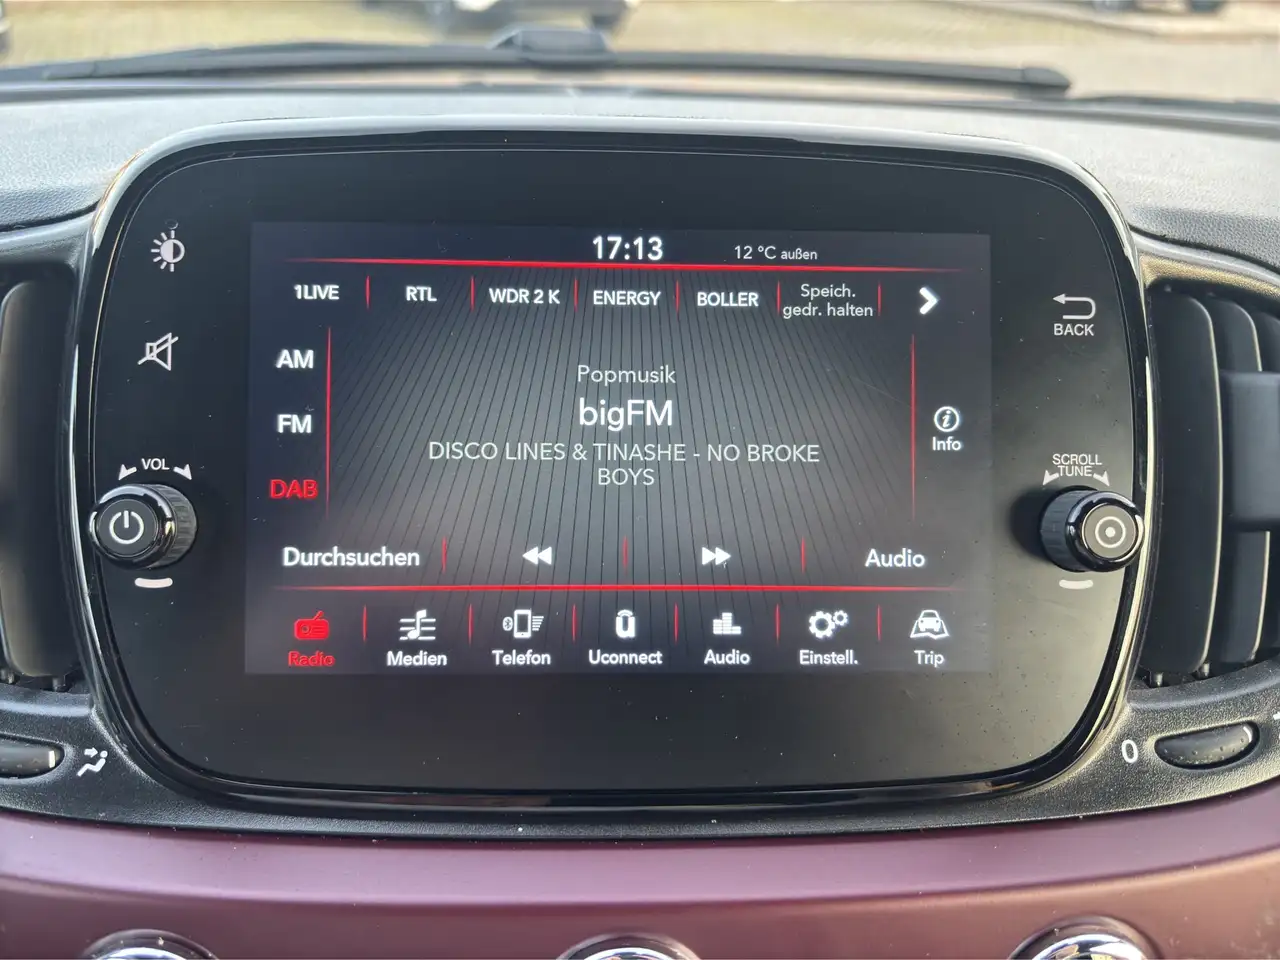 17:13
12 °C außen
1LIVE
RTL
WDR 2 K
ENERGY
BOLLER
Speich.
gedr. halten
BACK
AM
Popmusik
FM
bigFM
Info
DISCO LINES & TINASHE - NO BROKE
BOYS
DAB
VOL
SCROLL
TUNE
Durchsuchen
Audio
Radio
Medien
Telefon
Uconnect
Audio
Einstell.
Trip
0